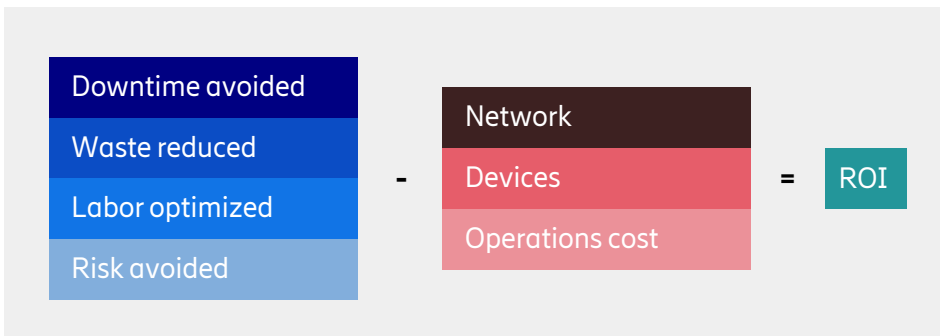 Downtime avoided
Waste reduced
Labor optimized
Risk avoided
-
Network
Devices
Operations cost
=
ROI